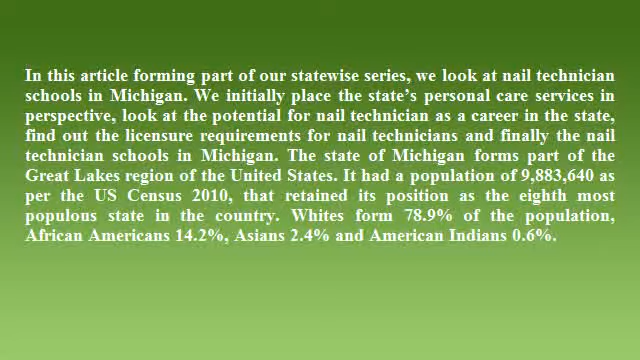 In this article forming part of our statewise series, we look at nail technician
schools in Michigan. We initially place the state’s personal care services in
perspective, look at the potential for nail technician as a career in the state,
find out the licensure requirements for nail technicians and finally the nail
technician schools in Michigan. The state of Michigan forms part of the
Great Lakes region of the United States. It had a population of 9,883,640 as
per the US Census 2010, that retained its position as the eighth most
populous state in the country. Whites form 78.9% of the population,
African Americans 14.2%, Asians 2.4% and American Indians 0.6%.